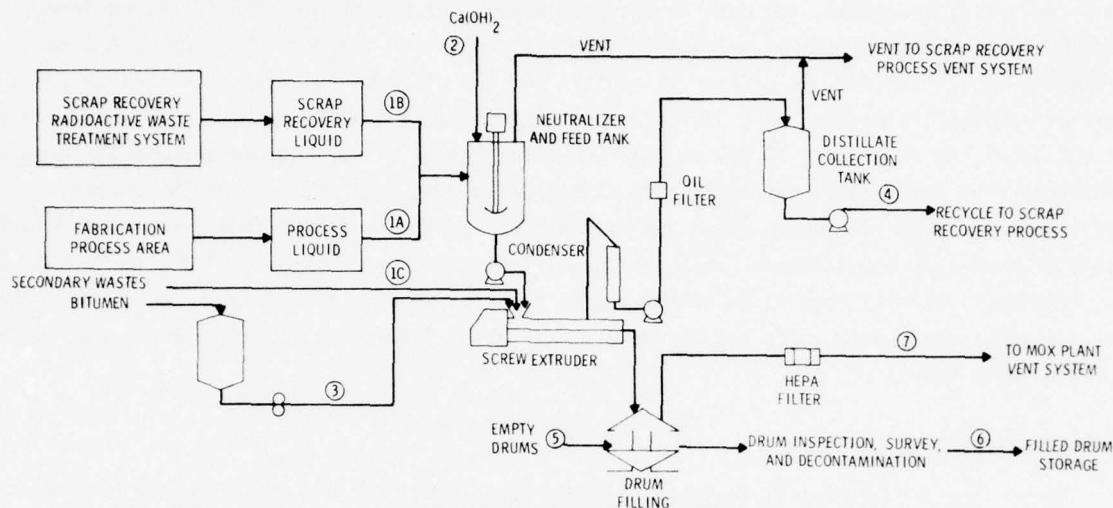 Ca(OH)2
②
VENT
VENT TO SCRAP RECOVERY
PROCESS VENT SYSTEM
SCRAP RECOVERY
RADIOACTIVE WASTE
TREATMENT SYSTEM
SCRAP
RECOVERY
LIQUID
①B
NEUTRALIZER
AND FEED TANK
VENT
DISTILLATE
COLLECTION
TANK
OIL
FILTER
④
RECYCLE TO SCRAP
RECOVERY PROCESS
FABRICATION
PROCESS AREA
PROCESS
LIQUID
①A
CONDENSER
SECONDARY WASTES
①C
BITUMEN
SCREW EXTRUDER
③
⑦
TO MOX PLANT
VENT SYSTEM
HEPA
FILTER
EMPTY
DRUMS
⑤
DRUM INSPECTION, SURVEY,
AND DECONTAMINATION
⑥
FILLED DRUM
STORAGE
DRUM
FILLING